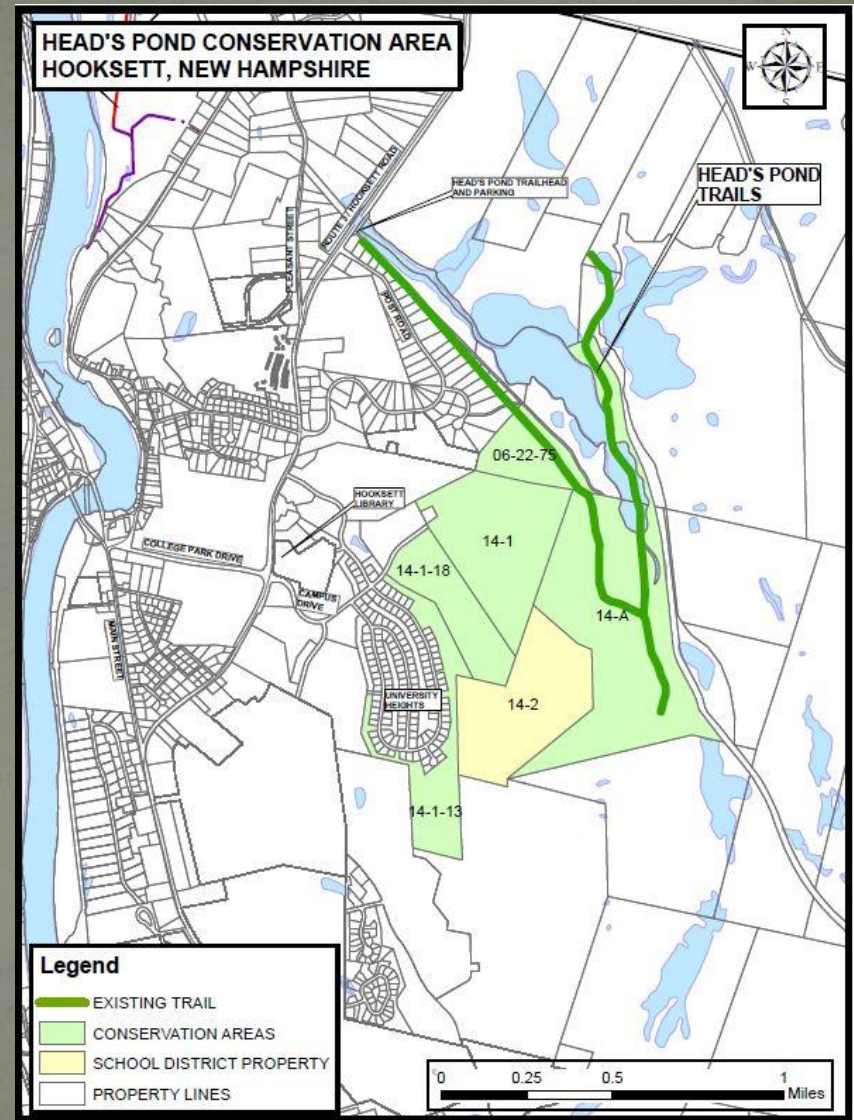 HEAD'S POND CONSERVATION AREA
HOOKSETT, NEW HAMPSHIRE
N
W
E
S
ROUTE 3 / HOOKSETT ROAD
HEAD'S POND TRAILHEAD
AND PARKING
HEAD'S POND
TRAILS
PLEASANT STREET
POST ROAD
06-22-75
HOOKSETT
LIBRARY
14-1
COLLEGE PARK DRIVE
14-1-18
CAMPUS
DRIVE
14-A
MAIN STREET
UNIVERSITY
HEIGHTS
14-2
14-1-13
Legend
EXISTING TRAIL
CONSERVATION AREAS
SCHOOL DISTRICT PROPERTY
PROPERTY LINES
0 0.25 0.5 1
Miles